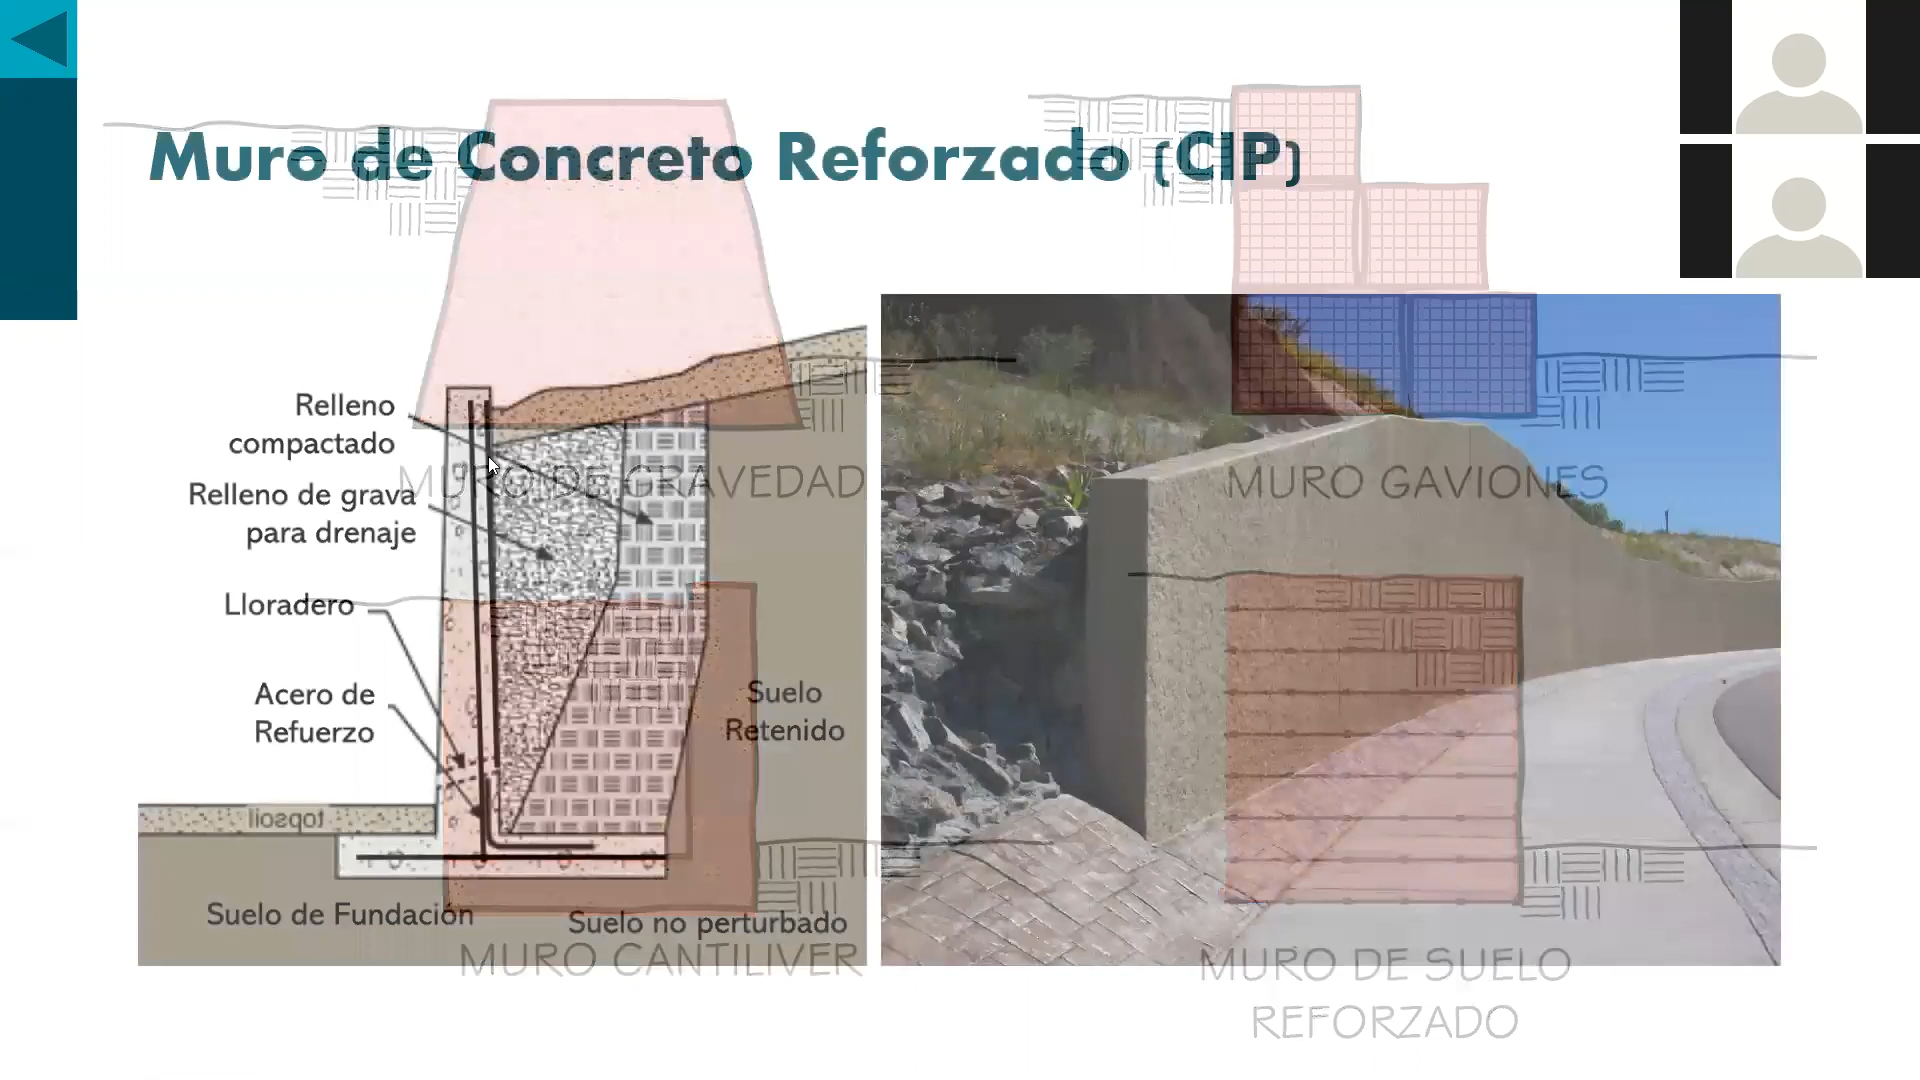 Muro de Concreto Reforzado (CIP)
Relleno
compactado
MURO DE GRAVEDAD
MURO GAVIONES
Relleno de grava
para drenaje
Lloradero
Acero de
Refuerzo
Suelo
Retenido
topsoil
Suelo de Fundación
Suelo no perturbado
MURO CANTILIVER
MURO DE SUELO
REFORZADO